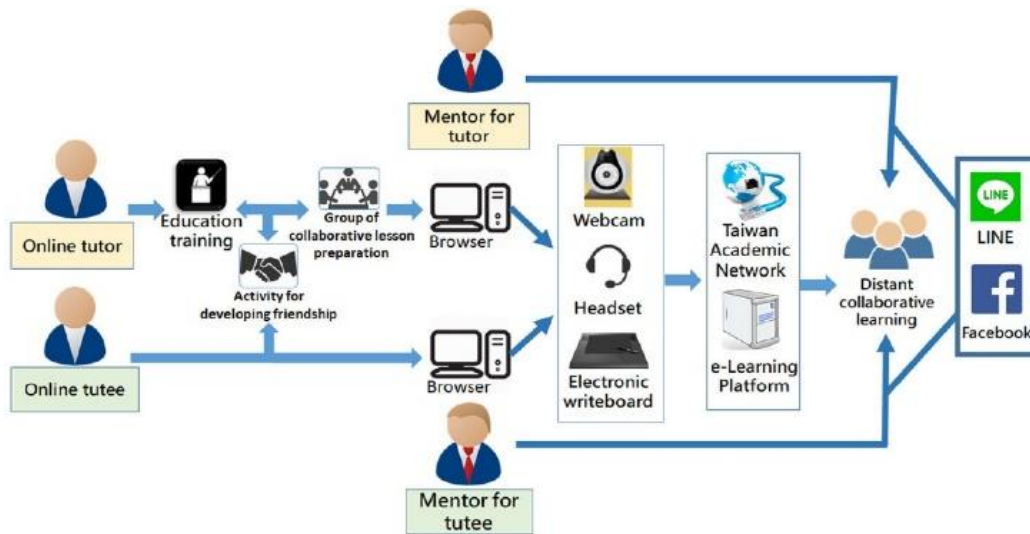 Mentor for
tutor
Online tutor
Education
training
Group of
collaborative lesson
preparation
Browser
Activity for
developing friendship
Online tutee
Browser
Mentor for
tutee
Webcam
Headset
Electronic
writeboard
Taiwan
Academic
Network
e-Learning
Platform
Distant
collaborative
learning
LINE
LINE
f
Facebook